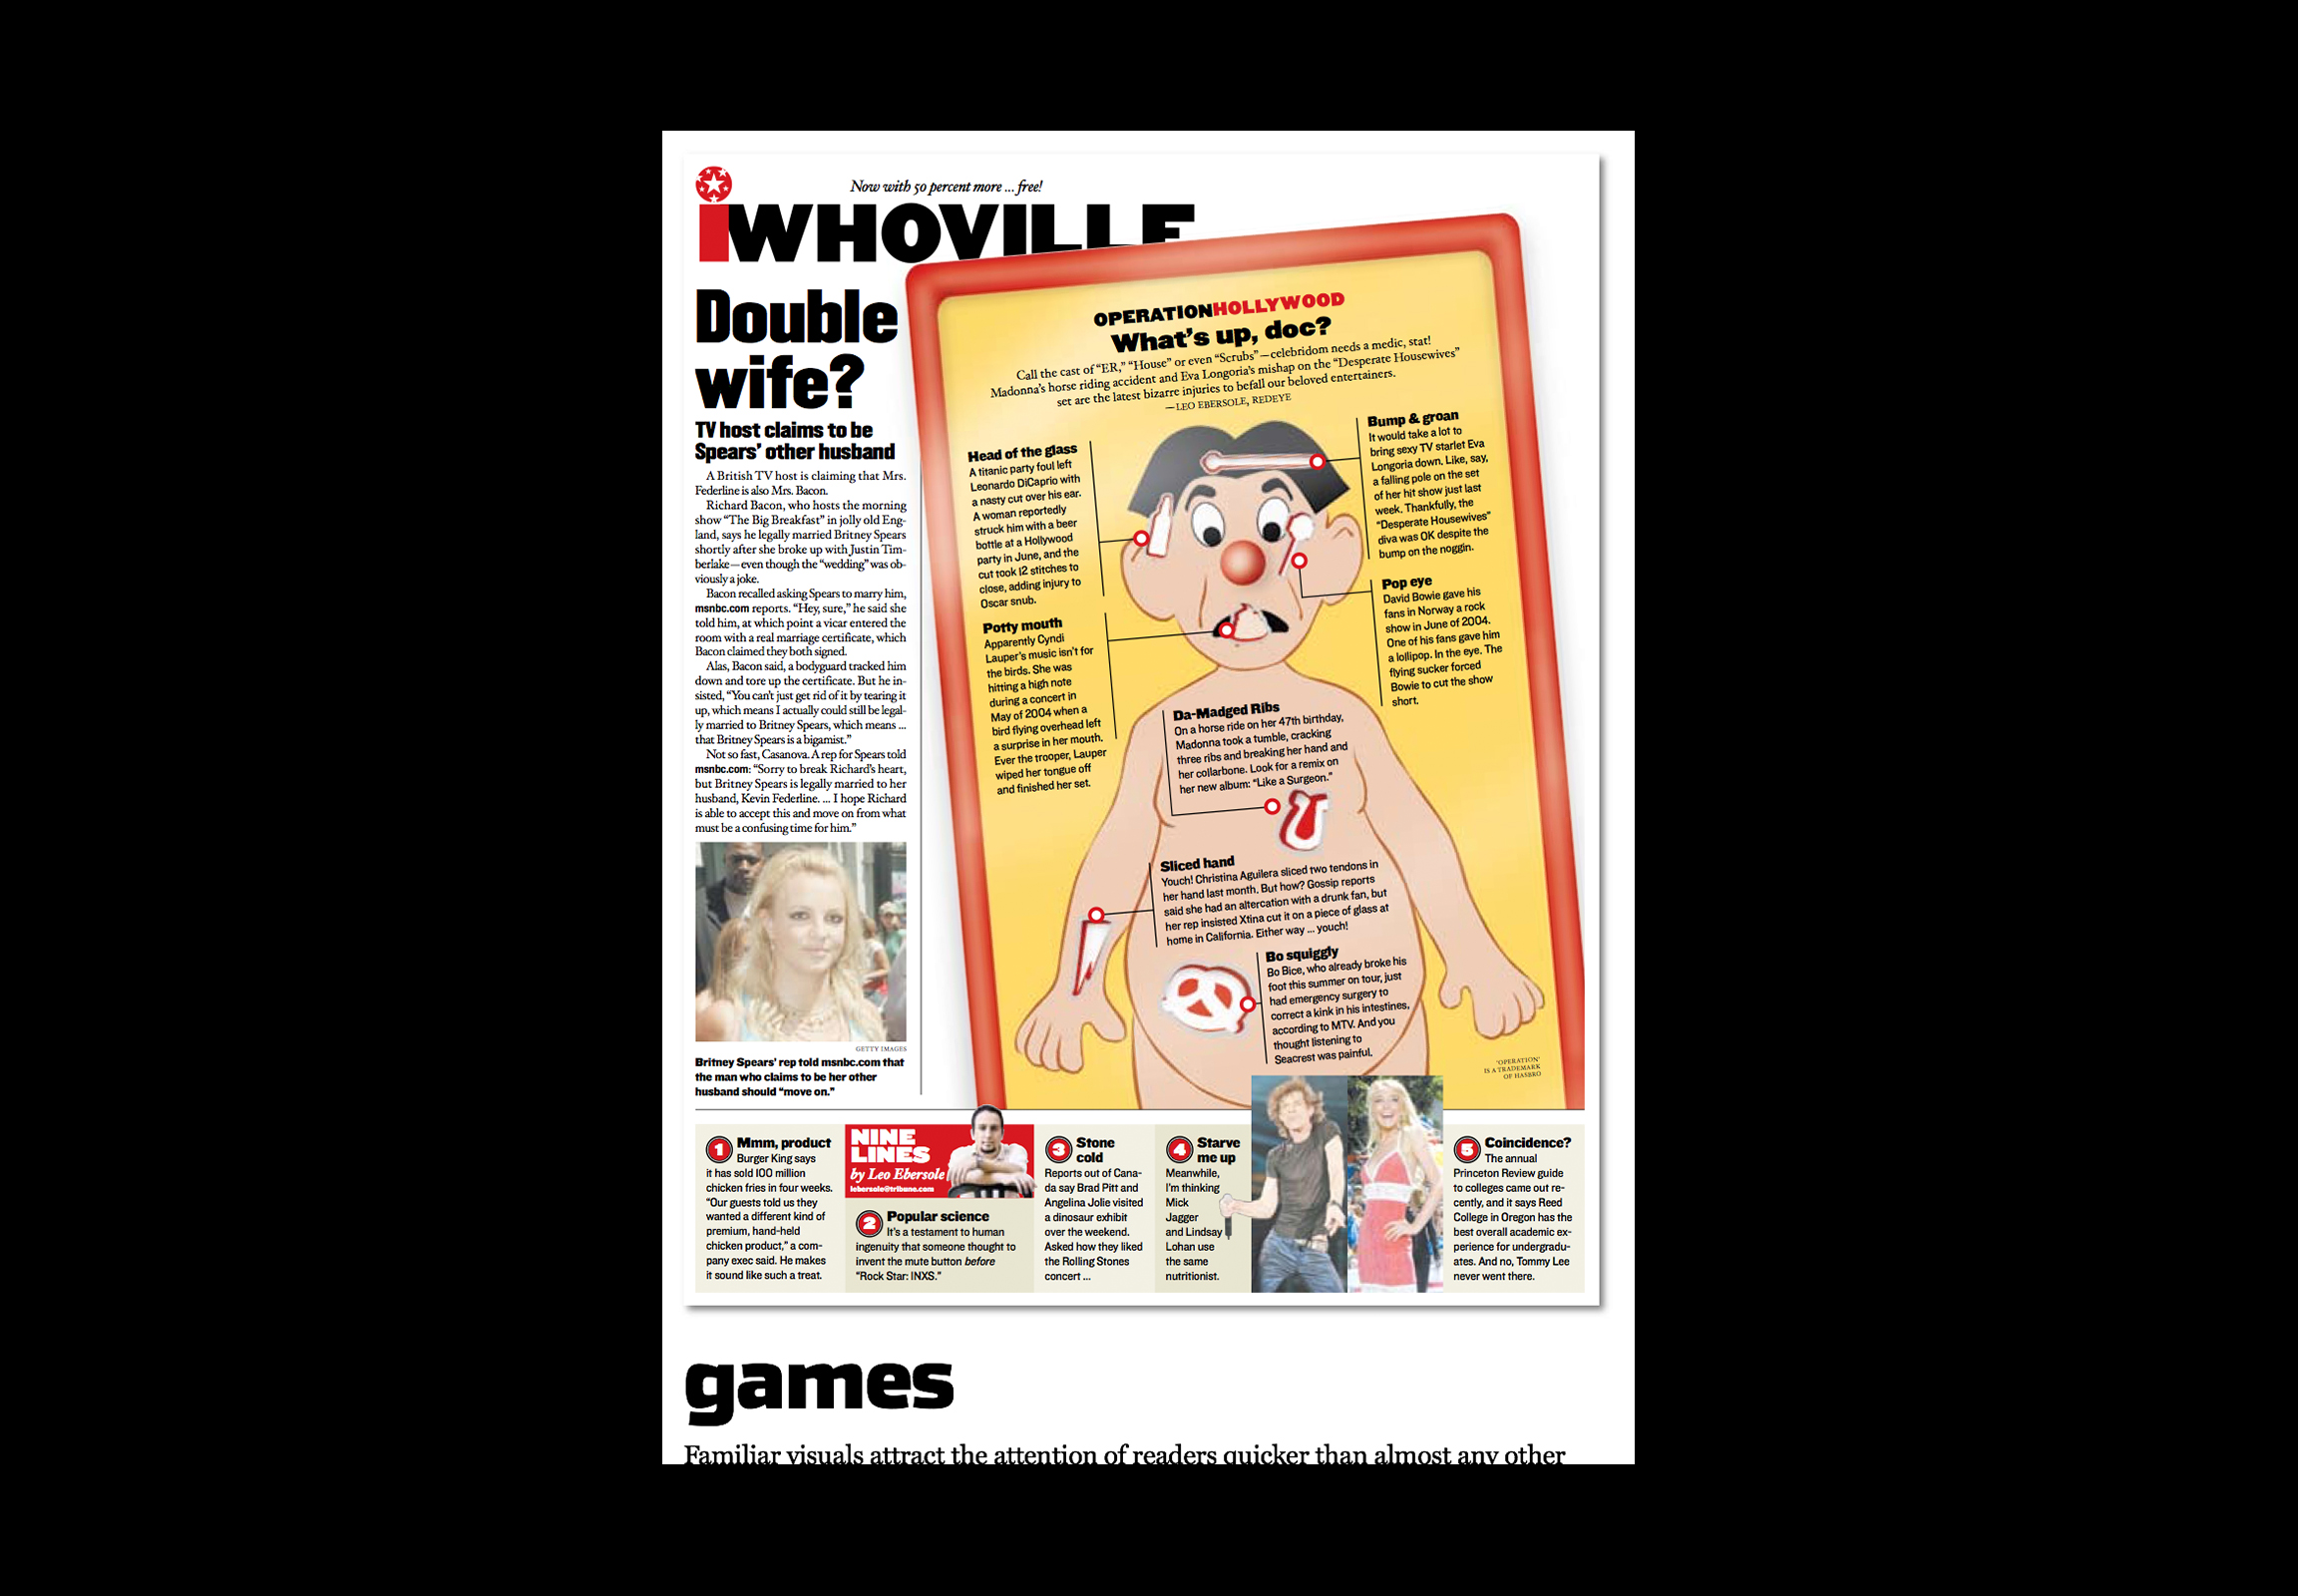 Now with 50 percent more ... free!
iWHOVILLE
Double
wife?
TV host claims to be
Spears' other husband
A British TV host is claiming that Mrs.
Federline is also Mrs. Bacon.
Richard Bacon, who hosts the morning
show “The Big Breakfast” in jolly old Eng-
land, says he legally married Britney Spears
shortly after she broke up with Justin Tim-
berlake—even though the “wedding” was ob-
viously a joke.
Bacon recalled asking Spears to marry him,
msnbc.com reports. “Hey, sure,” he said she
told him, at which point a vicar entered the
room with a real marriage certificate, which
Bacon claimed they both signed.
Alas, Bacon said, a bodyguard tracked him
down and tore up the certificate. But he in-
sisted, “You can't just get rid of it by tearing it
up, which means I actually could still be legal-
ly married to Britney Spears, which means ...
that Britney Spears is a bigamist.”
Not so fast, Casanova. A rep for Spears told
msnbc.com: “Sorry to break Richard's heart,
but Britney Spears is legally married to her
husband, Kevin Federline. ... I hope Richard
is able to accept this and move on from what
must be a confusing time for him.”
GETTY IMAGES
Britney Spears' rep told msnbc.com that
the man who claims to be her other
husband should “move on.”
OPERATIONHOLLYWOOD
What's up, doc?
Call the cast of “ER,” “House” or even “Scrubs”—celebridom needs a medic, stat!
Madonna's horse riding accident and Eva Longoria's mishap on the “Desperate Housewives”
set are the latest bizarre injuries to befall our beloved entertainers.
—LEO EBERSOLE, REDEYE
Head of the glass
A titanic party foul left
Leonardo DiCaprio with
a nasty cut over his ear.
A woman reportedly
struck him with a beer
bottle at a Hollywood
party in June, and the
cut took 12 stitches to
close, adding injury to
Oscar snub.
Potty mouth
Apparently Cyndi
Lauper's music isn't for
the birds. She was
hitting a high note
during a concert in
May of 2004 when a
bird flying overhead left
a surprise in her mouth.
Ever the trooper, Lauper
wiped her tongue off
and finished her set.
Bump & groan
It would take a lot to
bring sexy TV starlet Eva
Longoria down. Like, say,
a falling pole on the set
of her hit show just last
week. Thankfully, the
“Desperate Housewives”
diva was OK despite the
bump on the noggin.
Pop eye
David Bowie gave his
fans in Norway a rock
show in June of 2004.
One of his fans gave him
a lollipop. In the eye. The
flying sucker forced
Bowie to cut the show
short.
Da-Madged Ribs
On a horse ride on her 47th birthday,
Madonna took a tumble, cracking
three ribs and breaking her hand and
her collarbone. Look for a remix on
her new album: “Like a Surgeon.”
Sliced hand
Youch! Christina Aguilera sliced two tendons in
her hand last month. But how? Gossip reports
said she had an altercation with a drunk fan, but
her rep insisted Xtina cut it on a piece of glass at
home in California. Either way ... youch!
Bo squiggly
Bo Bice, who already broke his
foot this summer on tour, just
had emergency surgery to
correct a kink in his intestines,
according to MTV. And you
thought listening to
Seacrest was painful.
‘OPERATION’
IS A TRADEMARK
OF HASBRO
1 Mmm, product
Burger King says
it has sold 100 million
chicken fries in four weeks.
“Our guests told us they
wanted a different kind of
premium, hand-held
chicken product,” a com-
pany exec said. He makes
it sound like such a treat.
NINE
LINES
by Leo Ebersole
lebersole@tribune.com
2 Popular science
It's a testament to human
ingenuity that someone thought to
invent the mute button before
“Rock Star: INXS.”
3 Stone
cold
Reports out of Cana-
da say Brad Pitt and
Angelina Jolie visited
a dinosaur exhibit
over the weekend.
Asked how they liked
the Rolling Stones
concert ...
4 Starve
me up
Meanwhile,
I'm thinking
Mick
Jagger
and Lindsay
Lohan use
the same
nutritionist.
5 Coincidence?
The annual
Princeton Review guide
to colleges came out re-
cently, and it says Reed
College in Oregon has the
best overall academic ex-
perience for undergradu-
ates. And no, Tommy Lee
never went there.
games
Familiar visuals attract the attention of readers quicker than almost any other